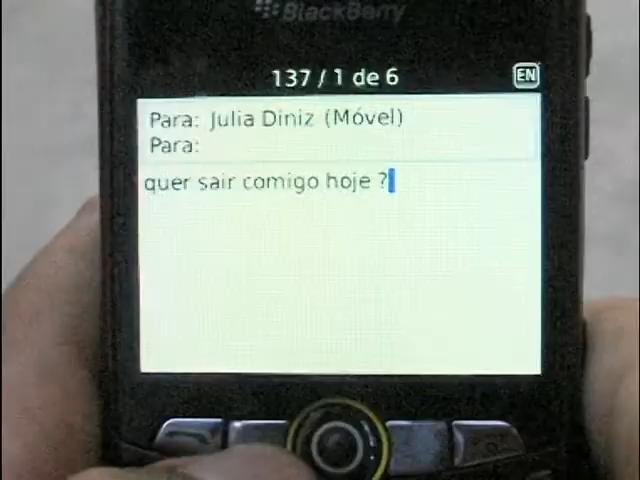 BlackBerry
137 / 1 de 6
EN
Para: Julia Diniz (Móvel)
Para:
quer sair comigo hoje ?